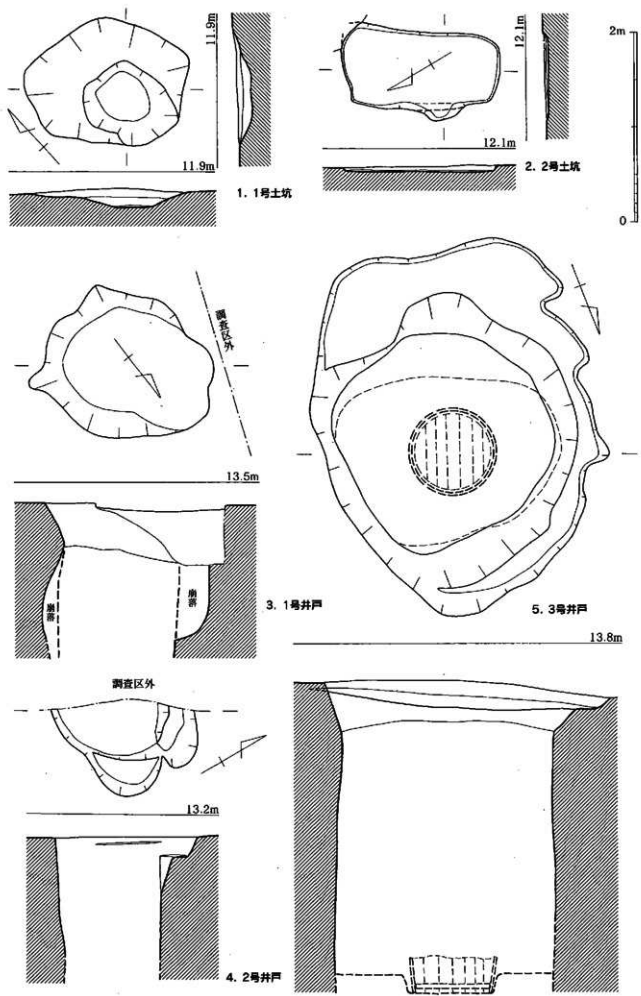 11.9m
11.9m
1. 1号土坑
12.1m
12.1m
2. 2号土坑
2m
0
調査区外
13.5m
崩落
崩落
3. 1号井戸
5. 3号井戸
13.8m
調査区外
13.2m
4. 2号井戸